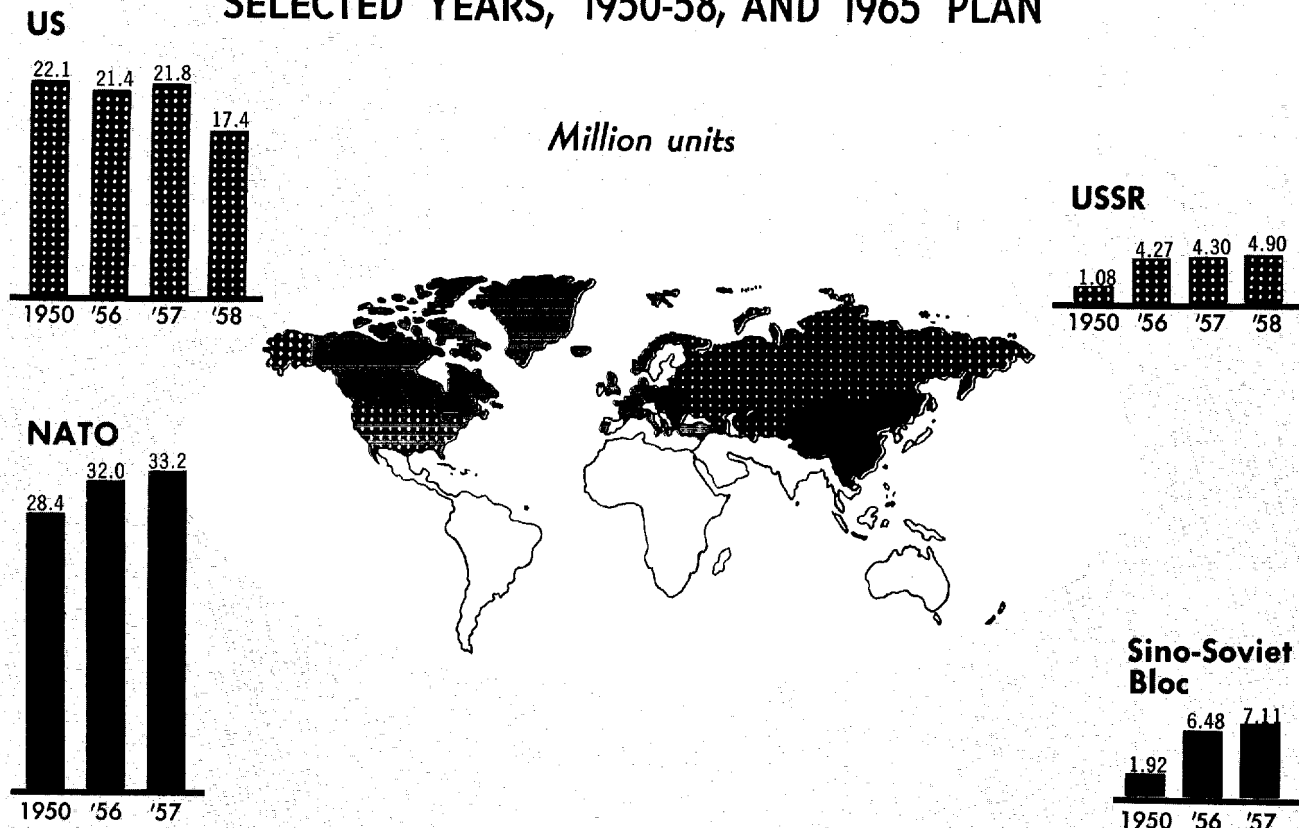 SELECTED YEARS, 1950-58, AND 1965 PLAN
US
22.1 21.4 21.8 17.4
1950 '56 '57 '58
Million units
USSR
1.08 4.27 4.30 4.90
1950 '56 '57 '58
NATO
28.4 32.0 33.2
1950 '56 '57
Sino-Soviet
Bloc
1.92 6.48 7.11
1950 '56 '57